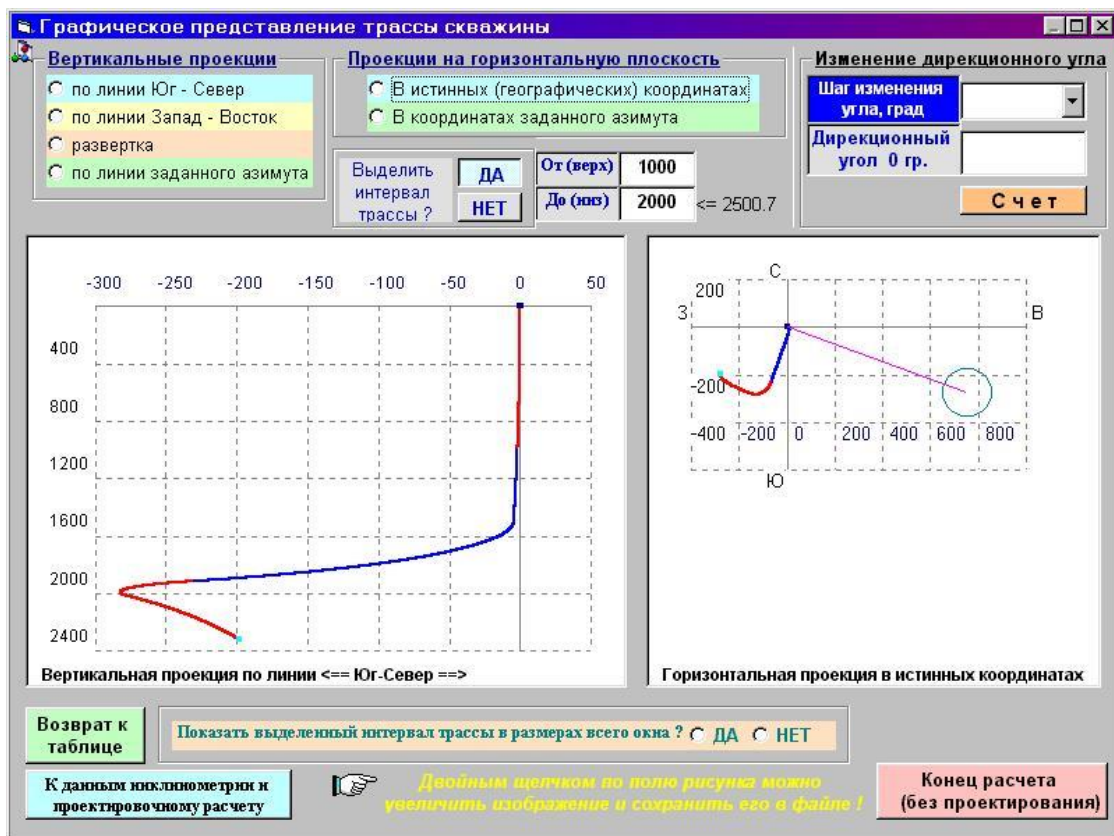 Графическое представление трассы скважины
Вертикальные проекции
по линии Юг - Север
по линии Запад - Восток
развертка
по линии заданного азимута
Проекции на горизонтальную плоскость
В истинных (географических) координатах
В координатах заданного азимута
Изменение дирекционного угла
Шаг изменения
угла, град
Дирекционный
угол 0 гр.
Счет
Выделить
интервал
трассы ?
ДА
НЕТ
От (верх) 1000
До (низ) 2000 <= 2500.7
-300 -250 -200 -150 -100 -50 0 50
400
800
1200
1600
2000
2400
Вертикальная проекция по линии <== Юг-Север ==>
С
200
З В
-200
-400 -200 0 200 400 600 800
Ю
Горизонтальная проекция в истинных координатах
Возврат к
таблице
Показать выделенный интервал трассы в размерах всего окна ? ДА НЕТ
К данным инклинометрии и
проектировочному расчету
Двойным щелчком по полю рисунка можно
увеличить изображение и сохранить его в файле !
Конец расчета
(без проектирования)